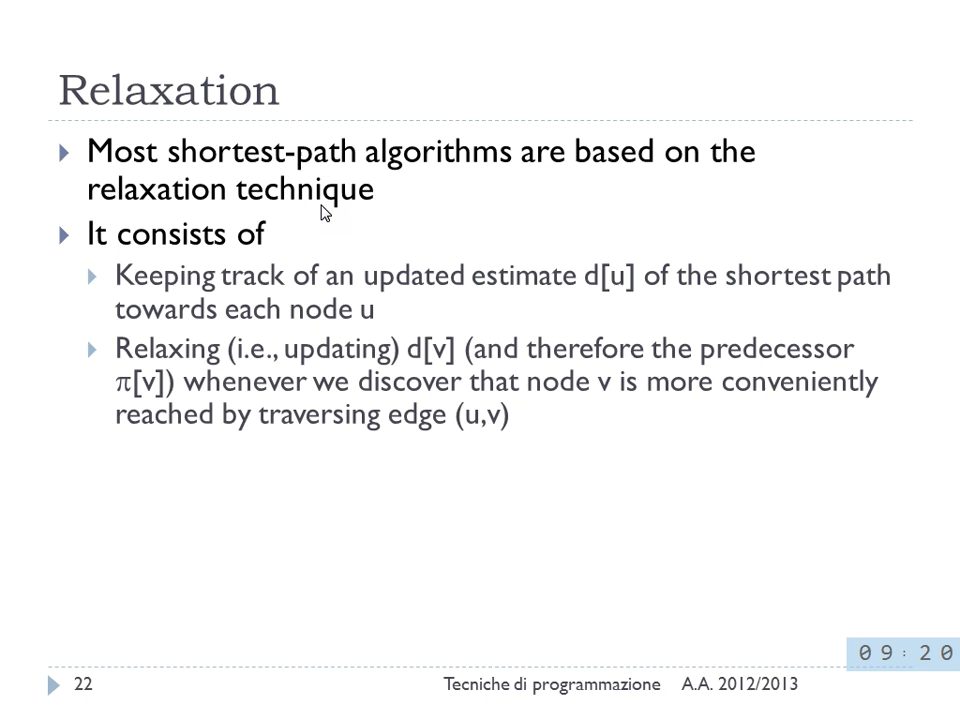 Relaxation
Most shortest-path algorithms are based on the
relaxation technique
It consists of
Keeping track of an updated estimate d[u] of the shortest path
towards each node u
Relaxing (i.e., updating) d[v] (and therefore the predecessor
π[v]) whenever we discover that node v is more conveniently
reached by traversing edge (u,v)
09:20
22 Tecniche di programmazione A.A. 2012/2013